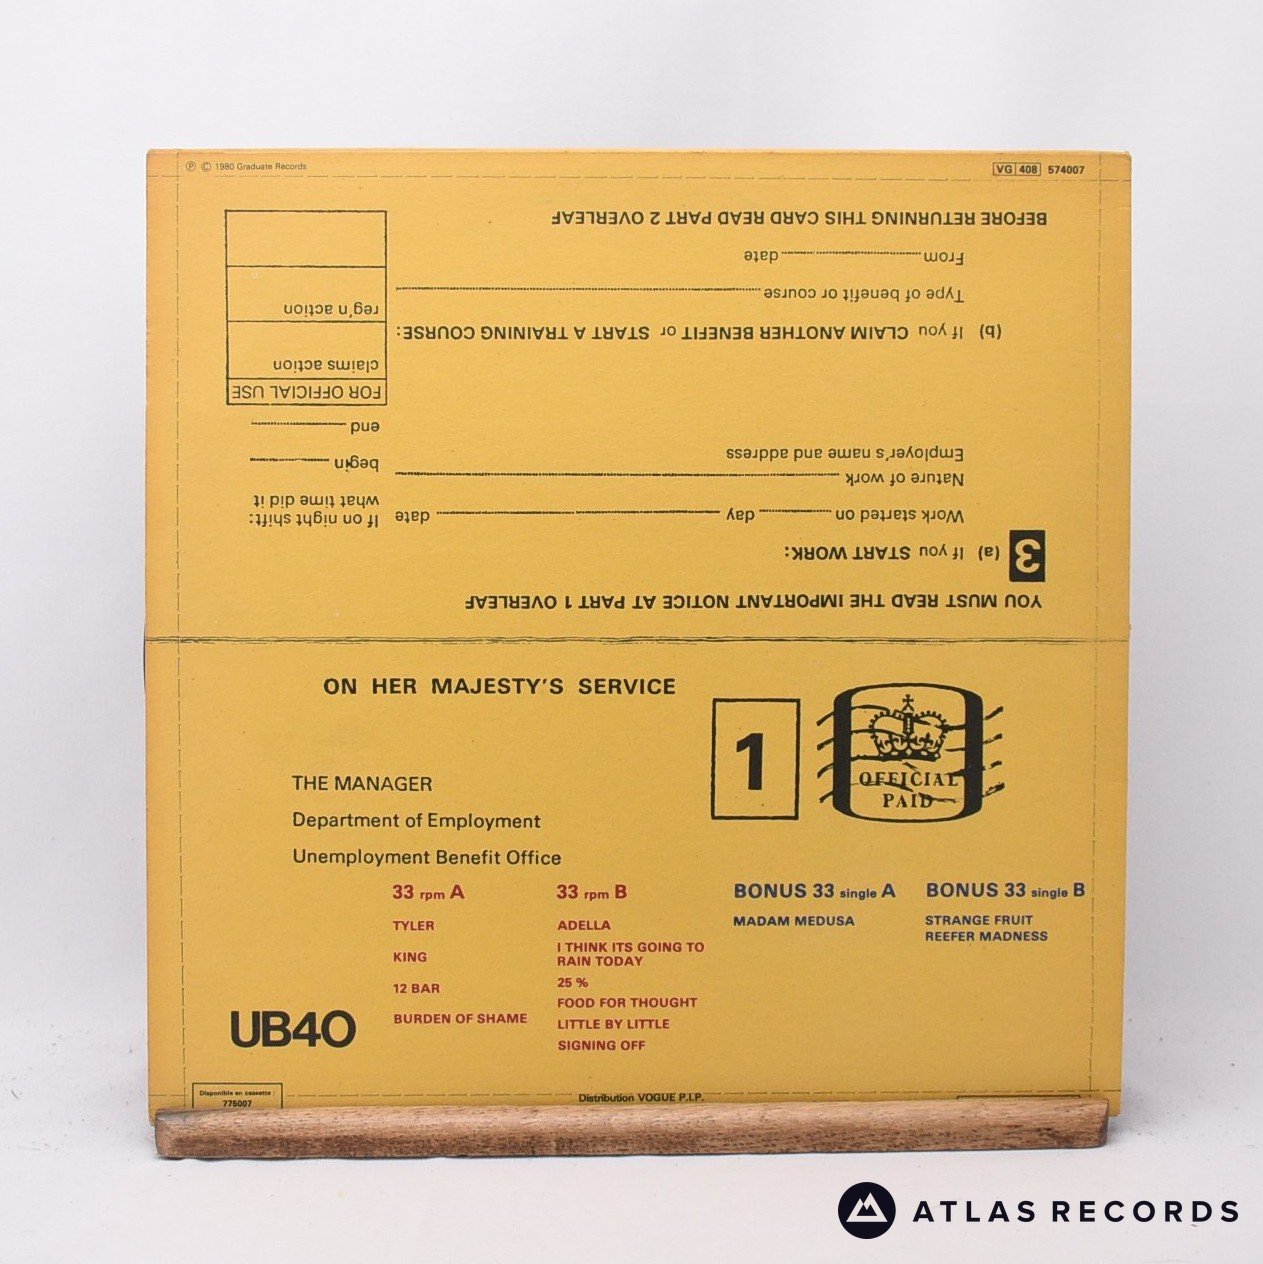 Ⓟ Ⓒ 1980 Graduate Records
VG 408 574007
YOU MUST READ THE IMPORTANT NOTICE AT PART 1 OVERLEAF
3 (a) If you START WORK:
Work started on day date
Nature of work
Employer's name and address
If on night shift:
what time did it
begin
end
(b) If you CLAIM ANOTHER BENEFIT or START A TRAINING COURSE:
Type of benefit or course
From date
BEFORE RETURNING THIS CARD READ PART 2 OVERLEAF
FOR OFFICIAL USE
claims action
reg'n action
ON HER MAJESTY'S SERVICE
1
OFFICIAL
PAID
THE MANAGER
Department of Employment
Unemployment Benefit Office
33 rpm A
TYLER
KING
12 BAR
BURDEN OF SHAME
33 rpm B
ADELLA
I THINK ITS GOING TO
RAIN TODAY
25 %
FOOD FOR THOUGHT
LITTLE BY LITTLE
SIGNING OFF
BONUS 33 single A
MADAM MEDUSA
BONUS 33 single B
STRANGE FRUIT
REEFER MADNESS
UB40
Disponible en cassette :
775007
Distribution VOGUE P.I.P.
ATLAS RECORDS